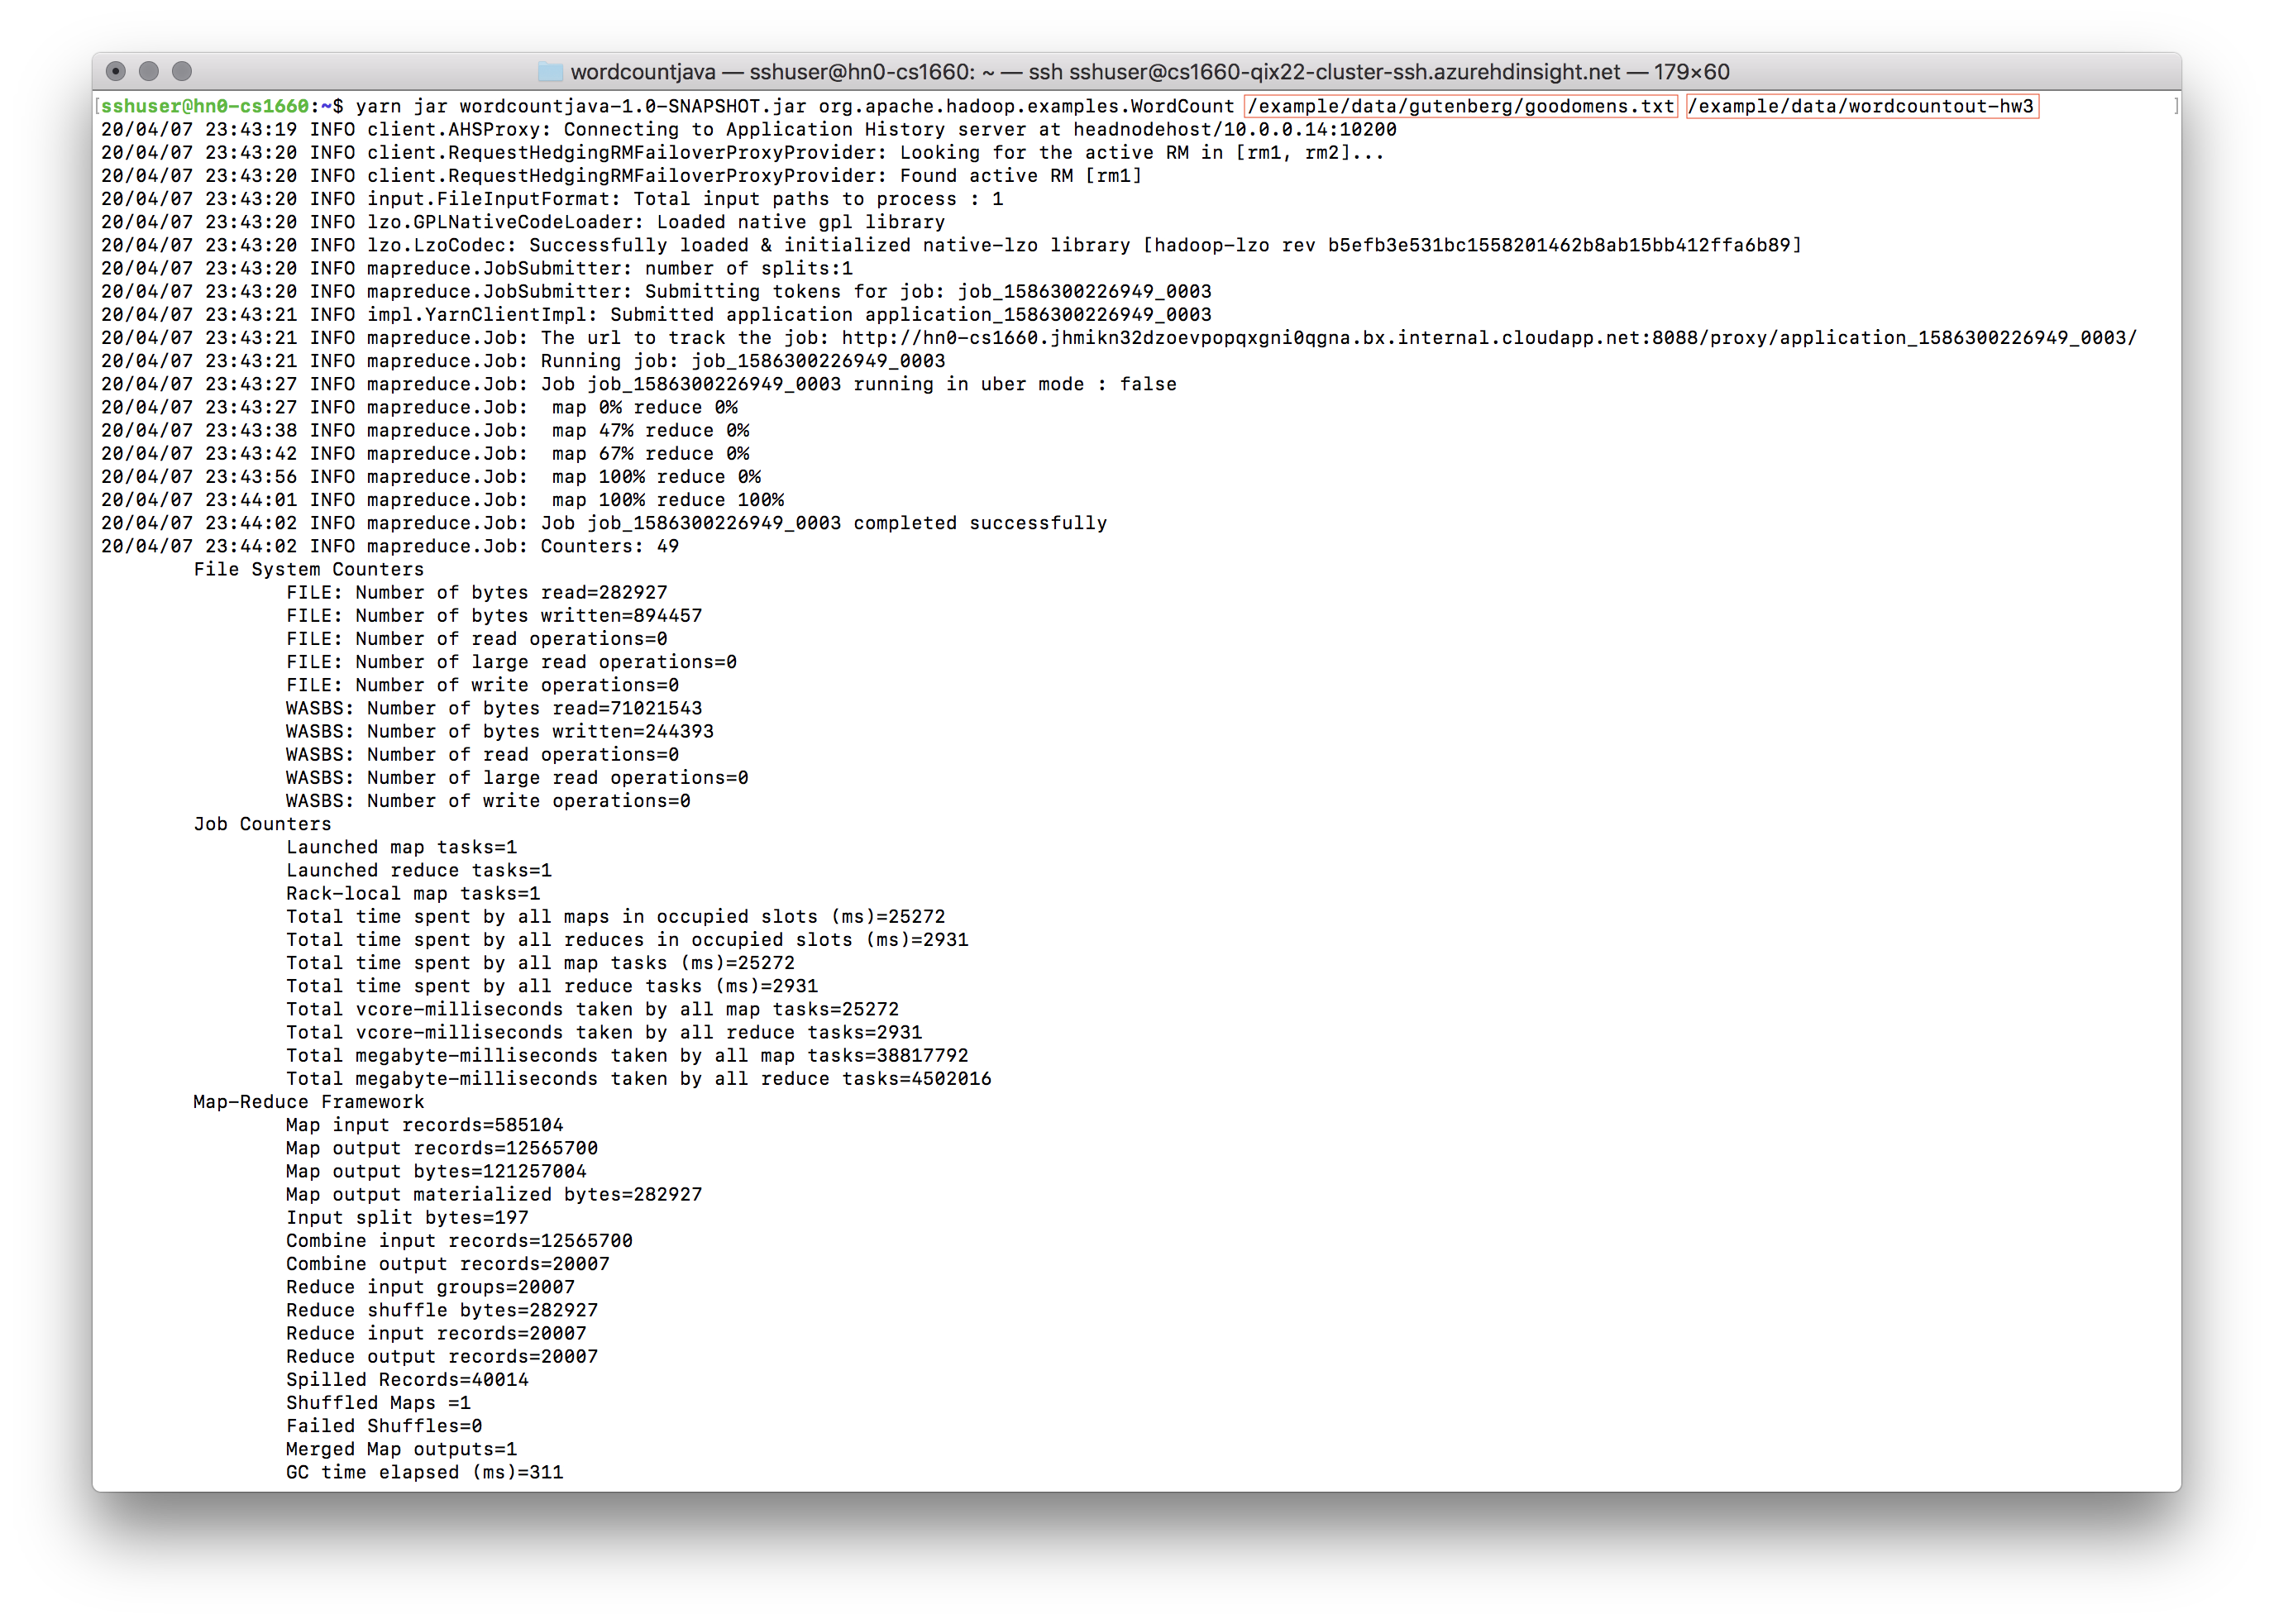 wordcountjava — sshuser@hn0-cs1660: ~ — ssh sshuser@cs1660-qix22-cluster-ssh.azurehdinsight.net — 179×60
[sshuser@hn0-cs1660:~$ yarn jar wordcountjava-1.0-SNAPSHOT.jar org.apache.hadoop.examples.WordCount /example/data/gutenberg/goodomens.txt /example/data/wordcountout-hw3 ]
20/04/07 23:43:19 INFO client.AHSProxy: Connecting to Application History server at headnodehost/10.0.0.14:10200
20/04/07 23:43:20 INFO client.RequestHedgingRMFailoverProxyProvider: Looking for the active RM in [rm1, rm2]...
20/04/07 23:43:20 INFO client.RequestHedgingRMFailoverProxyProvider: Found active RM [rm1]
20/04/07 23:43:20 INFO input.FileInputFormat: Total input paths to process : 1
20/04/07 23:43:20 INFO lzo.GPLNativeCodeLoader: Loaded native gpl library
20/04/07 23:43:20 INFO lzo.LzoCodec: Successfully loaded & initialized native-lzo library [hadoop-lzo rev b5efb3e531bc1558201462b8ab15bb412ffa6b89]
20/04/07 23:43:20 INFO mapreduce.JobSubmitter: number of splits:1
20/04/07 23:43:20 INFO mapreduce.JobSubmitter: Submitting tokens for job: job_1586300226949_0003
20/04/07 23:43:21 INFO impl.YarnClientImpl: Submitted application application_1586300226949_0003
20/04/07 23:43:21 INFO mapreduce.Job: The url to track the job: http://hn0-cs1660.jhmikn32dzoevpopqxgni0qgna.bx.internal.cloudapp.net:8088/proxy/application_1586300226949_0003/
20/04/07 23:43:21 INFO mapreduce.Job: Running job: job_1586300226949_0003
20/04/07 23:43:27 INFO mapreduce.Job: Job job_1586300226949_0003 running in uber mode : false
20/04/07 23:43:27 INFO mapreduce.Job:  map 0% reduce 0%
20/04/07 23:43:38 INFO mapreduce.Job:  map 47% reduce 0%
20/04/07 23:43:42 INFO mapreduce.Job:  map 67% reduce 0%
20/04/07 23:43:56 INFO mapreduce.Job:  map 100% reduce 0%
20/04/07 23:44:01 INFO mapreduce.Job:  map 100% reduce 100%
20/04/07 23:44:02 INFO mapreduce.Job: Job job_1586300226949_0003 completed successfully
20/04/07 23:44:02 INFO mapreduce.Job: Counters: 49
File System Counters
FILE: Number of bytes read=282927
FILE: Number of bytes written=894457
FILE: Number of read operations=0
FILE: Number of large read operations=0
FILE: Number of write operations=0
WASBS: Number of bytes read=71021543
WASBS: Number of bytes written=244393
WASBS: Number of read operations=0
WASBS: Number of large read operations=0
WASBS: Number of write operations=0
Job Counters
Launched map tasks=1
Launched reduce tasks=1
Rack-local map tasks=1
Total time spent by all maps in occupied slots (ms)=25272
Total time spent by all reduces in occupied slots (ms)=2931
Total time spent by all map tasks (ms)=25272
Total time spent by all reduce tasks (ms)=2931
Total vcore-milliseconds taken by all map tasks=25272
Total vcore-milliseconds taken by all reduce tasks=2931
Total megabyte-milliseconds taken by all map tasks=38817792
Total megabyte-milliseconds taken by all reduce tasks=4502016
Map-Reduce Framework
Map input records=585104
Map output records=12565700
Map output bytes=121257004
Map output materialized bytes=282927
Input split bytes=197
Combine input records=12565700
Combine output records=20007
Reduce input groups=20007
Reduce shuffle bytes=282927
Reduce input records=20007
Reduce output records=20007
Spilled Records=40014
Shuffled Maps =1
Failed Shuffles=0
Merged Map outputs=1
GC time elapsed (ms)=311